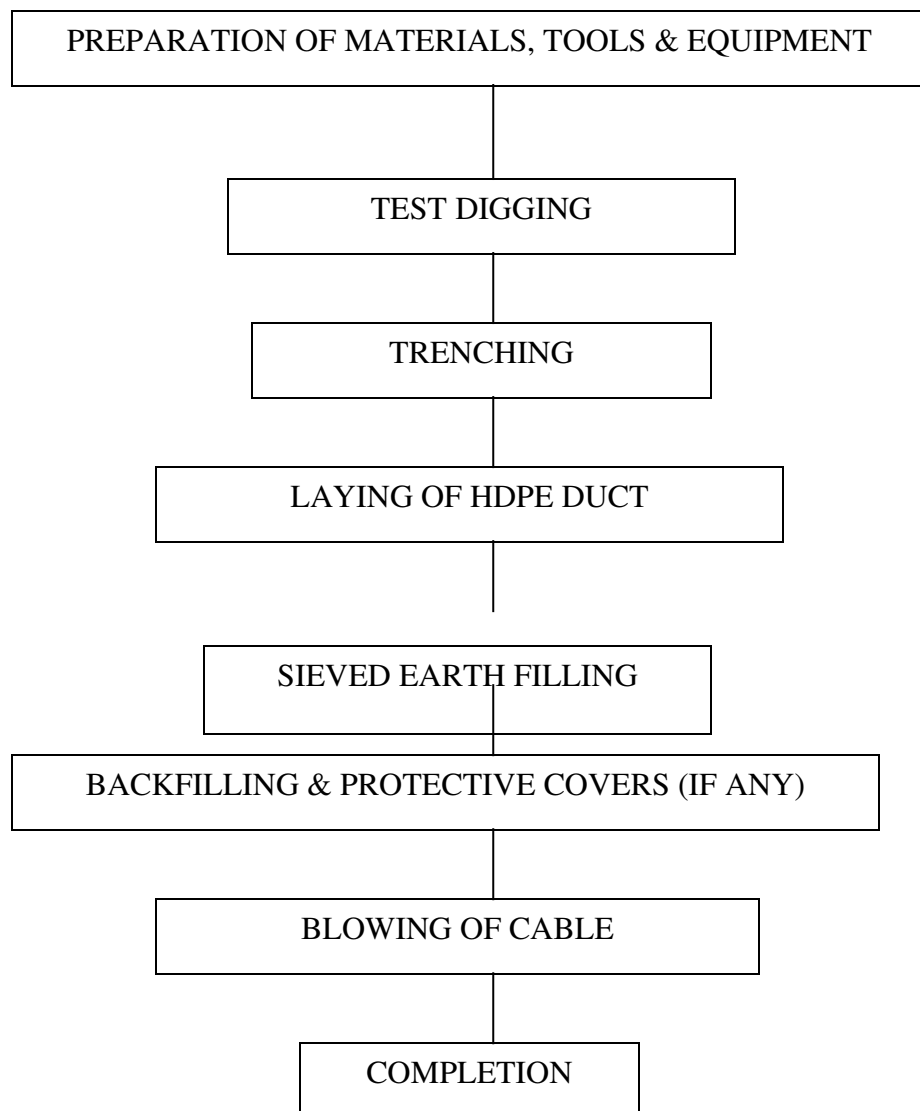 PREPARATION OF MATERIALS, TOOLS & EQUIPMENT
TEST DIGGING
TRENCHING
LAYING OF HDPE DUCT
SIEVED EARTH FILLING
BACKFILLING & PROTECTIVE COVERS (IF ANY)
BLOWING OF CABLE
COMPLETION